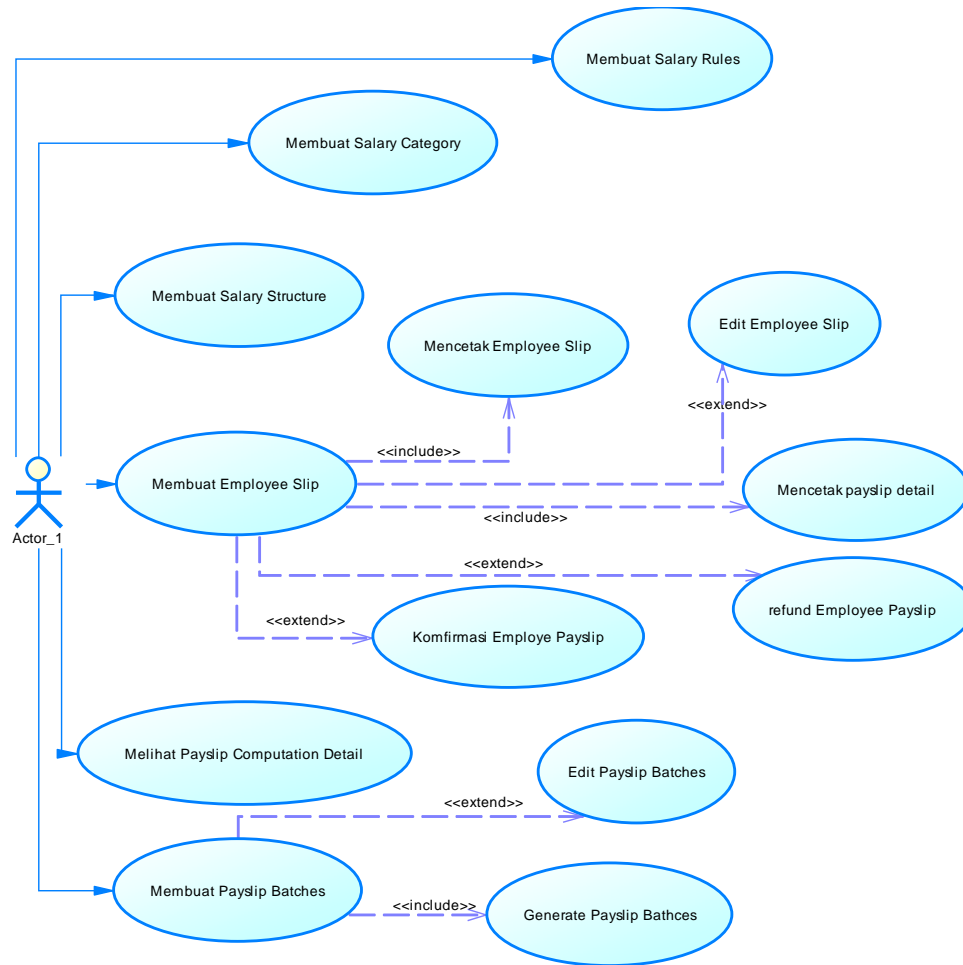 Membuat Salary Rules
Membuat Salary Category
Membuat Salary Structure
Edit Employee Slip
Mencetak Employee Slip
<<extend>>
<<include>>
Membuat Employee Slip
Mencetak payslip detail
<<include>>
Actor_1
<<extend>>
refund Employee Payslip
<<extend>>
Komfirmasi Employe Payslip
Melihat Payslip Computation Detail
Edit Payslip Batches
<<extend>>
Membuat Payslip Batches
<<include>>
Generate Payslip Bathces